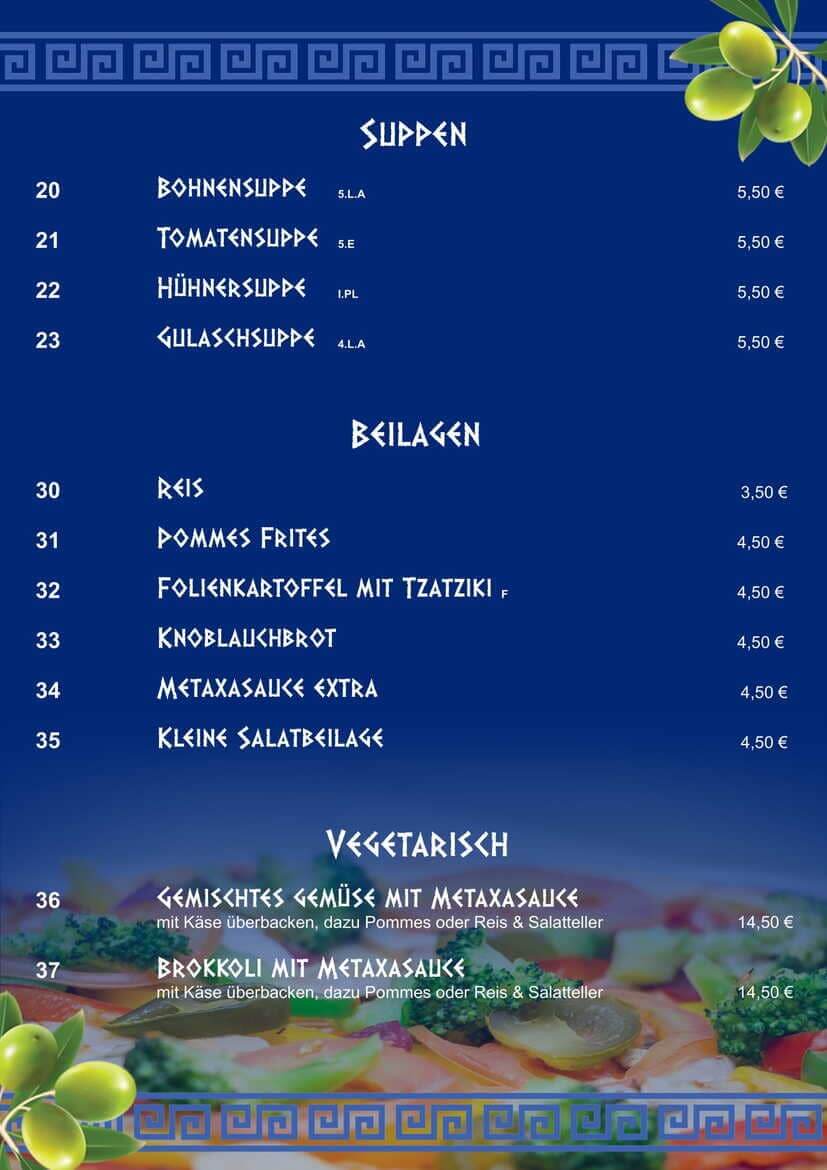 Suppen
20 Bohnensuppe 5.L.A 5,50 €
21 Tomatensuppe 5.E 5,50 €
22 Hühnersuppe I.PL 5,50 €
23 Gulaschsuppe 4.L.A 5,50 €
Beilagen
30 Reis 3,50 €
31 Pommes Frites 4,50 €
32 Folienkartoffel mit Tzatziki F 4,50 €
33 Knoblauchbrot 4,50 €
34 Metaxasauce extra 4,50 €
35 Kleine Salatbeilage 4,50 €
Vegetarisch
36 Gemischtes gemüse mit Metaxasauce
mit Käse überbacken, dazu Pommes oder Reis & Salatteller 14,50 €
37 brokkoli mit Metaxasauce
mit Käse überbacken, dazu Pommes oder Reis & Salatteller 14,50 €